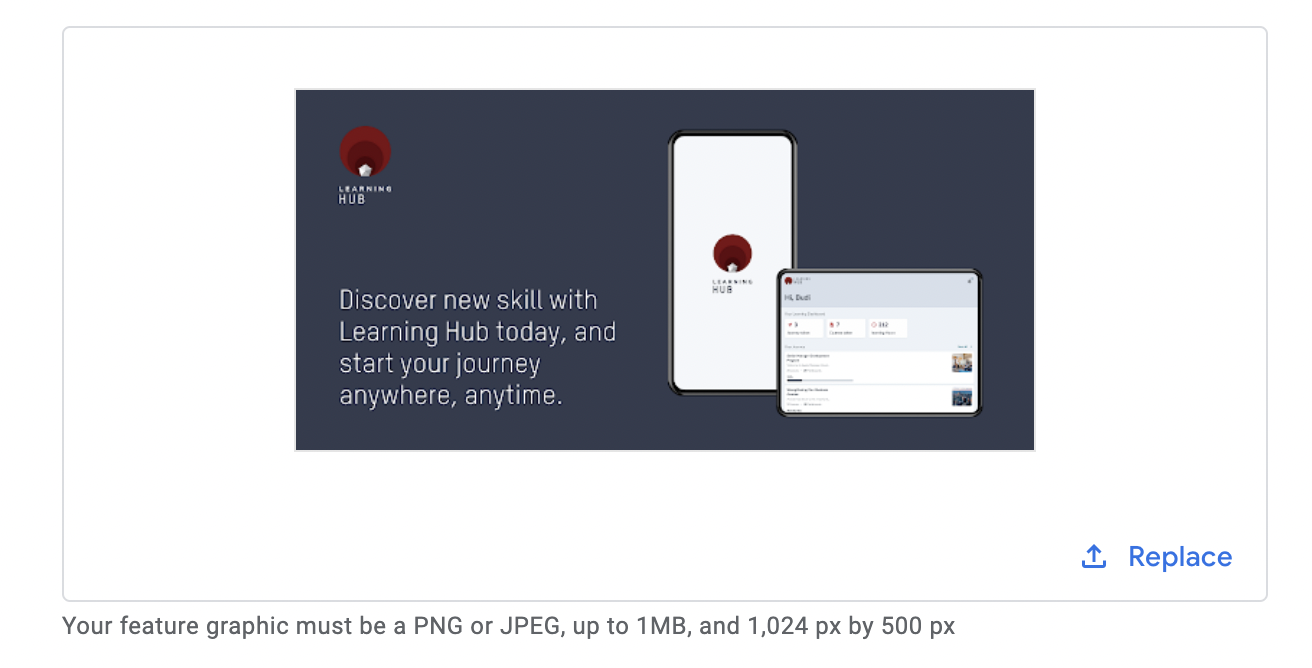 LEARNING
HUB
Discover new skill with
Learning Hub today, and
start your journey
anywhere, anytime.
LEARNING
HUB
Hi, Budi
3
7
312
Replace
Your feature graphic must be a PNG or JPEG, up to 1MB, and 1,024 px by 500 px